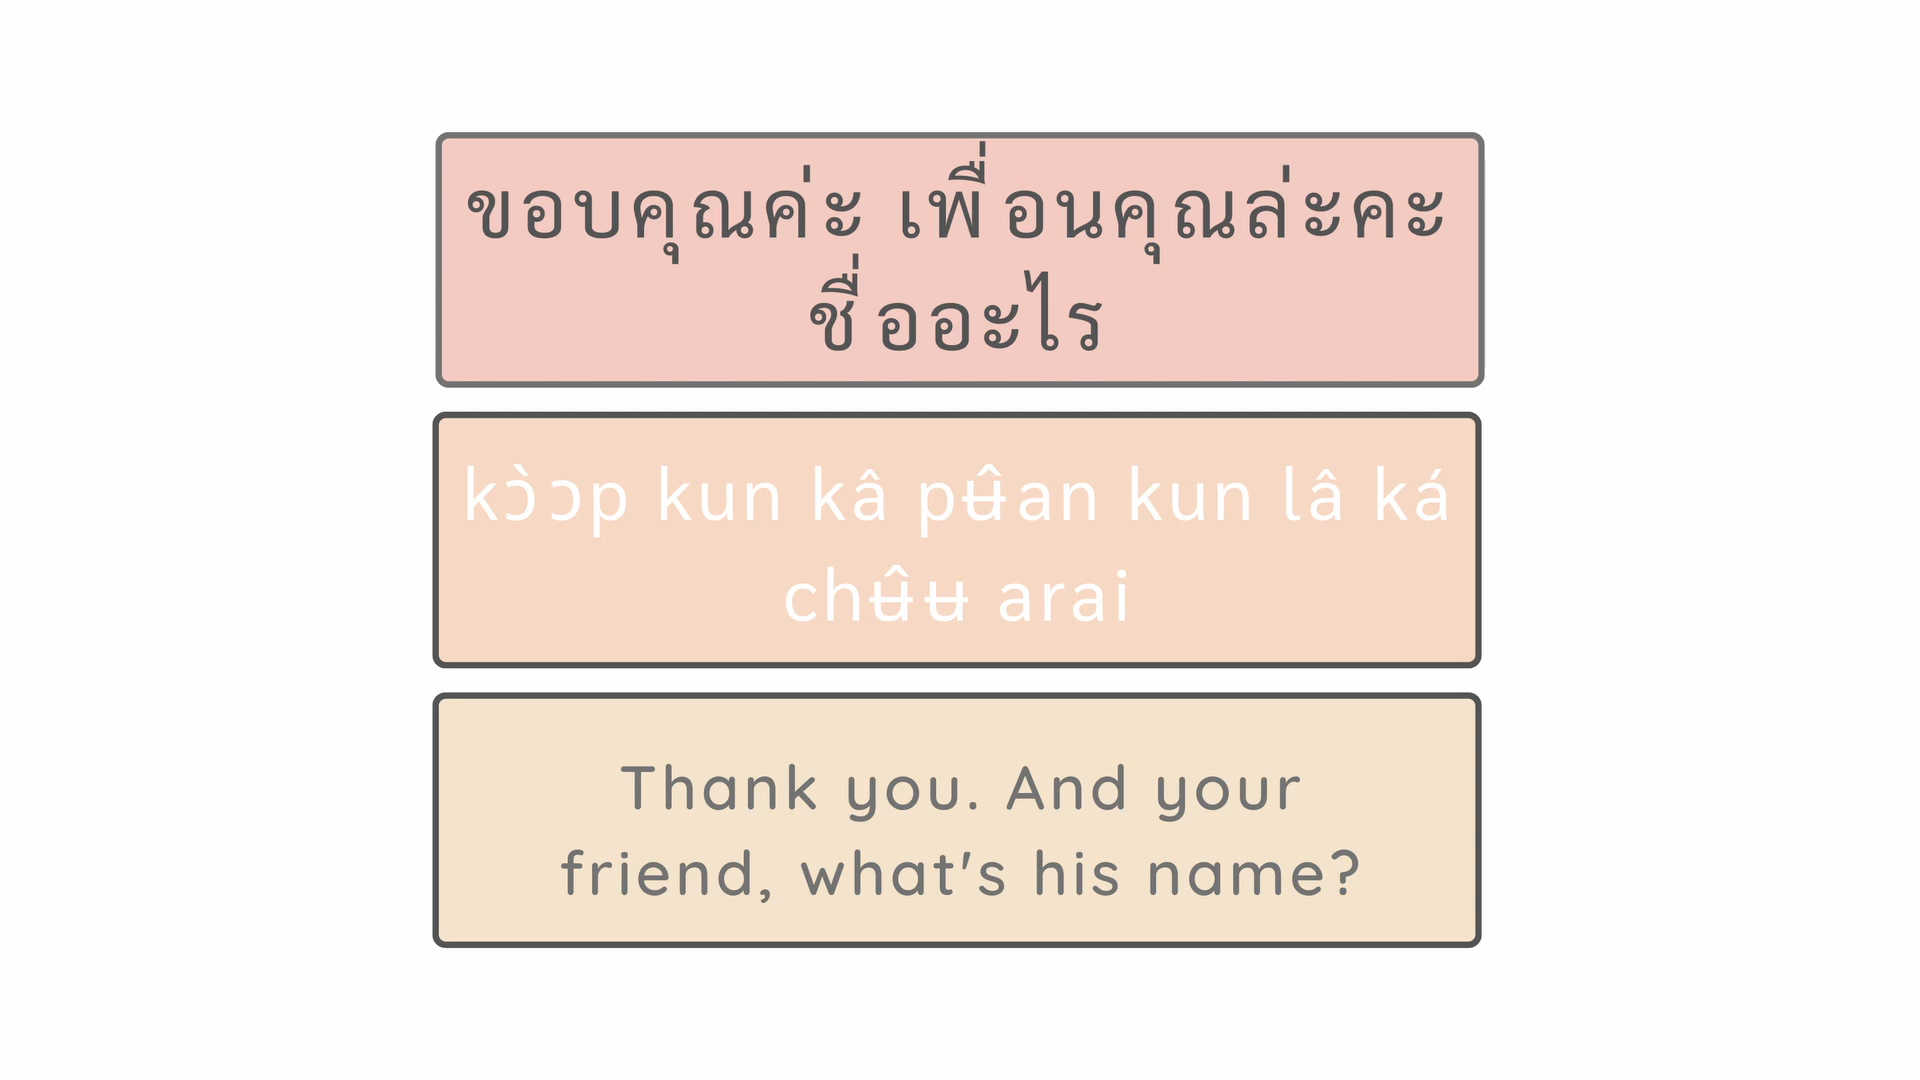 ขอบคุณค่ะ เพื่อนคุณล่ะคะ
ชื่ออะไร
kɔ̀ɔp kun kâ pʉ̂an kun lâ ká
chʉ̂ʉ arai
Thank you. And your
friend, what's his name?